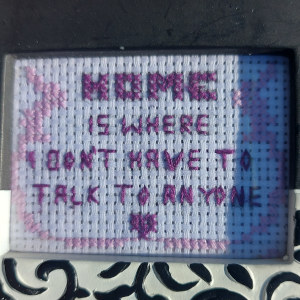 HOME
IS WHERE
I DON'T HAVE TO
TALK TO ANYONE